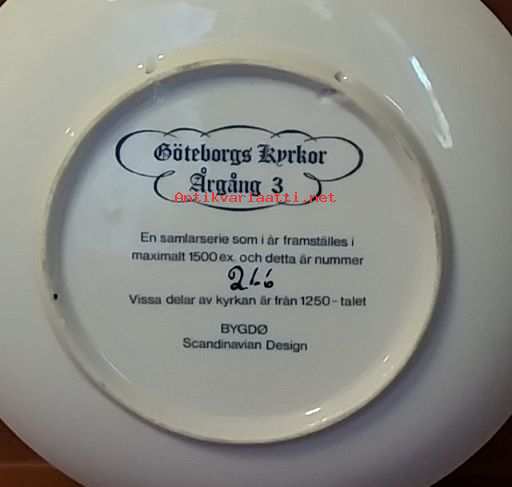 Göteborgs Kyrkor
Årgång 3
Antikvariaatti.net
En samlarserie som i år framställes i
maximalt 1500 ex. och detta är nummer
266
Vissa delar av kyrkan är från 1250-talet
BYGDØ
Scandinavian Design